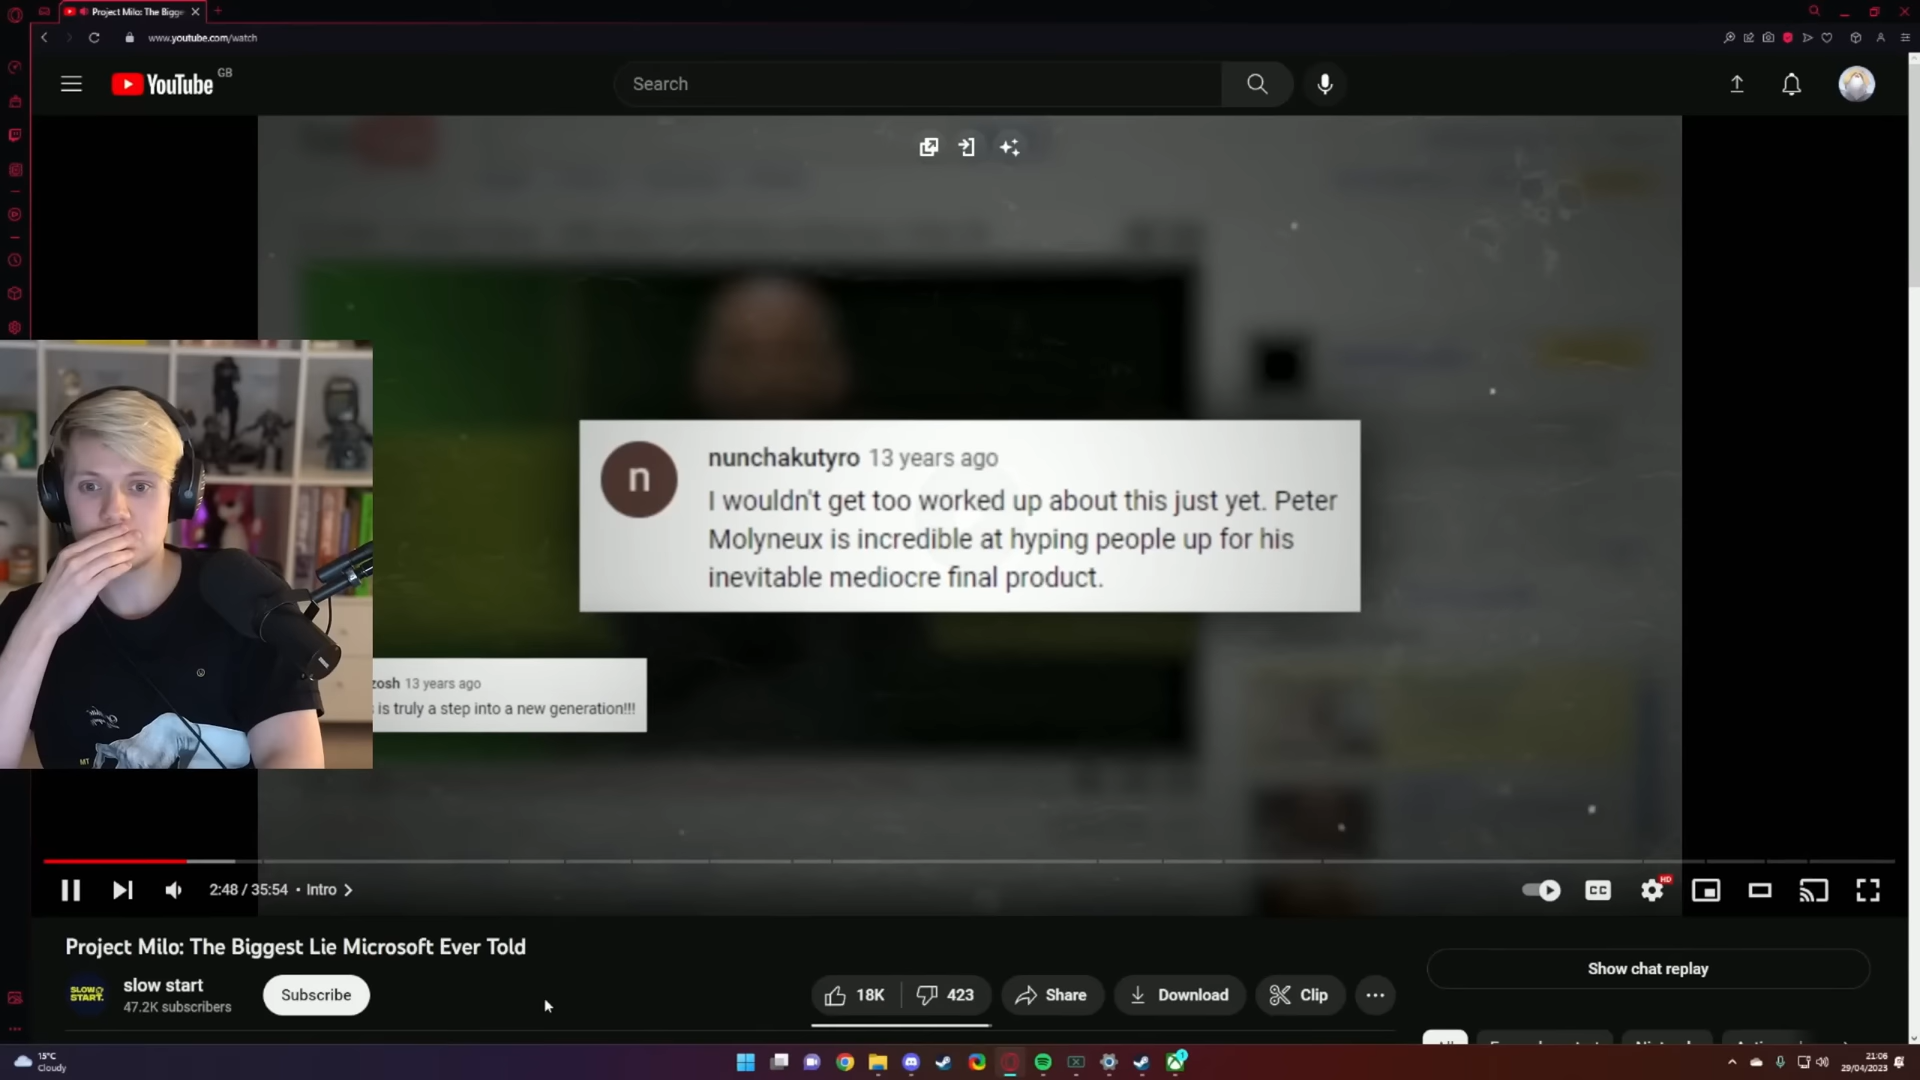 Project Milo: The Bigge
www.youtube.com/watch
YouTube GB
Search
nunchakutyro 13 years ago
I wouldn't get too worked up about this just yet. Peter
Molyneux is incredible at hyping people up for his
inevitable mediocre final product.
zosh 13 years ago
is truly a step into a new generation!!!
2:48 / 35:54 • Intro
CC
HD
Project Milo: The Biggest Lie Microsoft Ever Told
SLOW START.
slow start
47.2K subscribers
Subscribe
18K
423
Share
Download
Clip
Show chat replay
15°C
Cloudy
21:06
29/04/2023